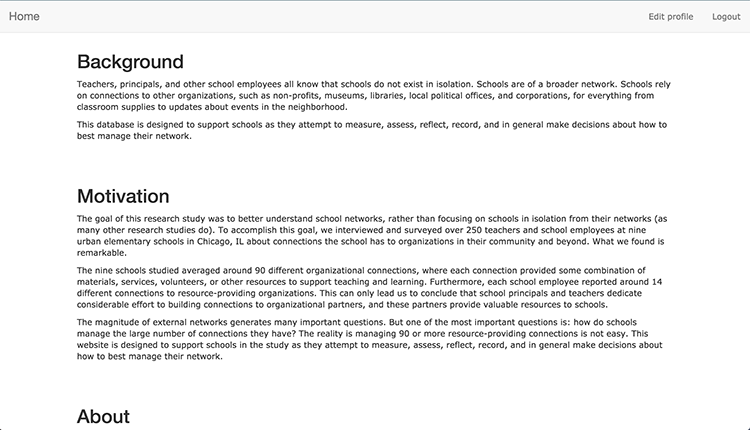 Home
Edit profile
Logout
Background
Teachers, principals, and other school employees all know that schools do not exist in isolation. Schools are of a broader network. Schools rely
on connections to other organizations, such as non-profits, museums, libraries, local political offices, and corporations, for everything from
classroom supplies to updates about events in the neighborhood.
This database is designed to support schools as they attempt to measure, assess, reflect, record, and in general make decisions about how to
best manage their network.
Motivation
The goal of this research study was to better understand school networks, rather than focusing on schools in isolation from their networks (as
many other research studies do). To accomplish this goal, we interviewed and surveyed over 250 teachers and school employees at nine
urban elementary schools in Chicago, IL about connections the school has to organizations in their community and beyond. What we found is
remarkable.
The nine schools studied averaged around 90 different organizational connections, where each connection provided some combination of
materials, services, volunteers, or other resources to support teaching and learning. Furthermore, each school employee reported around 14
different connections to resource-providing organizations. This can only lead us to conclude that school principals and teachers dedicate
considerable effort to building connections to organizational partners, and these partners provide valuable resources to schools.
The magnitude of external networks generates many important questions. But one of the most important questions is: how do schools
manage the large number of connections they have? The reality is managing 90 or more resource-providing connections is not easy. This
website is designed to support schools in the study as they attempt to measure, assess, reflect, record, and in general make decisions about
how to best manage their network.
About